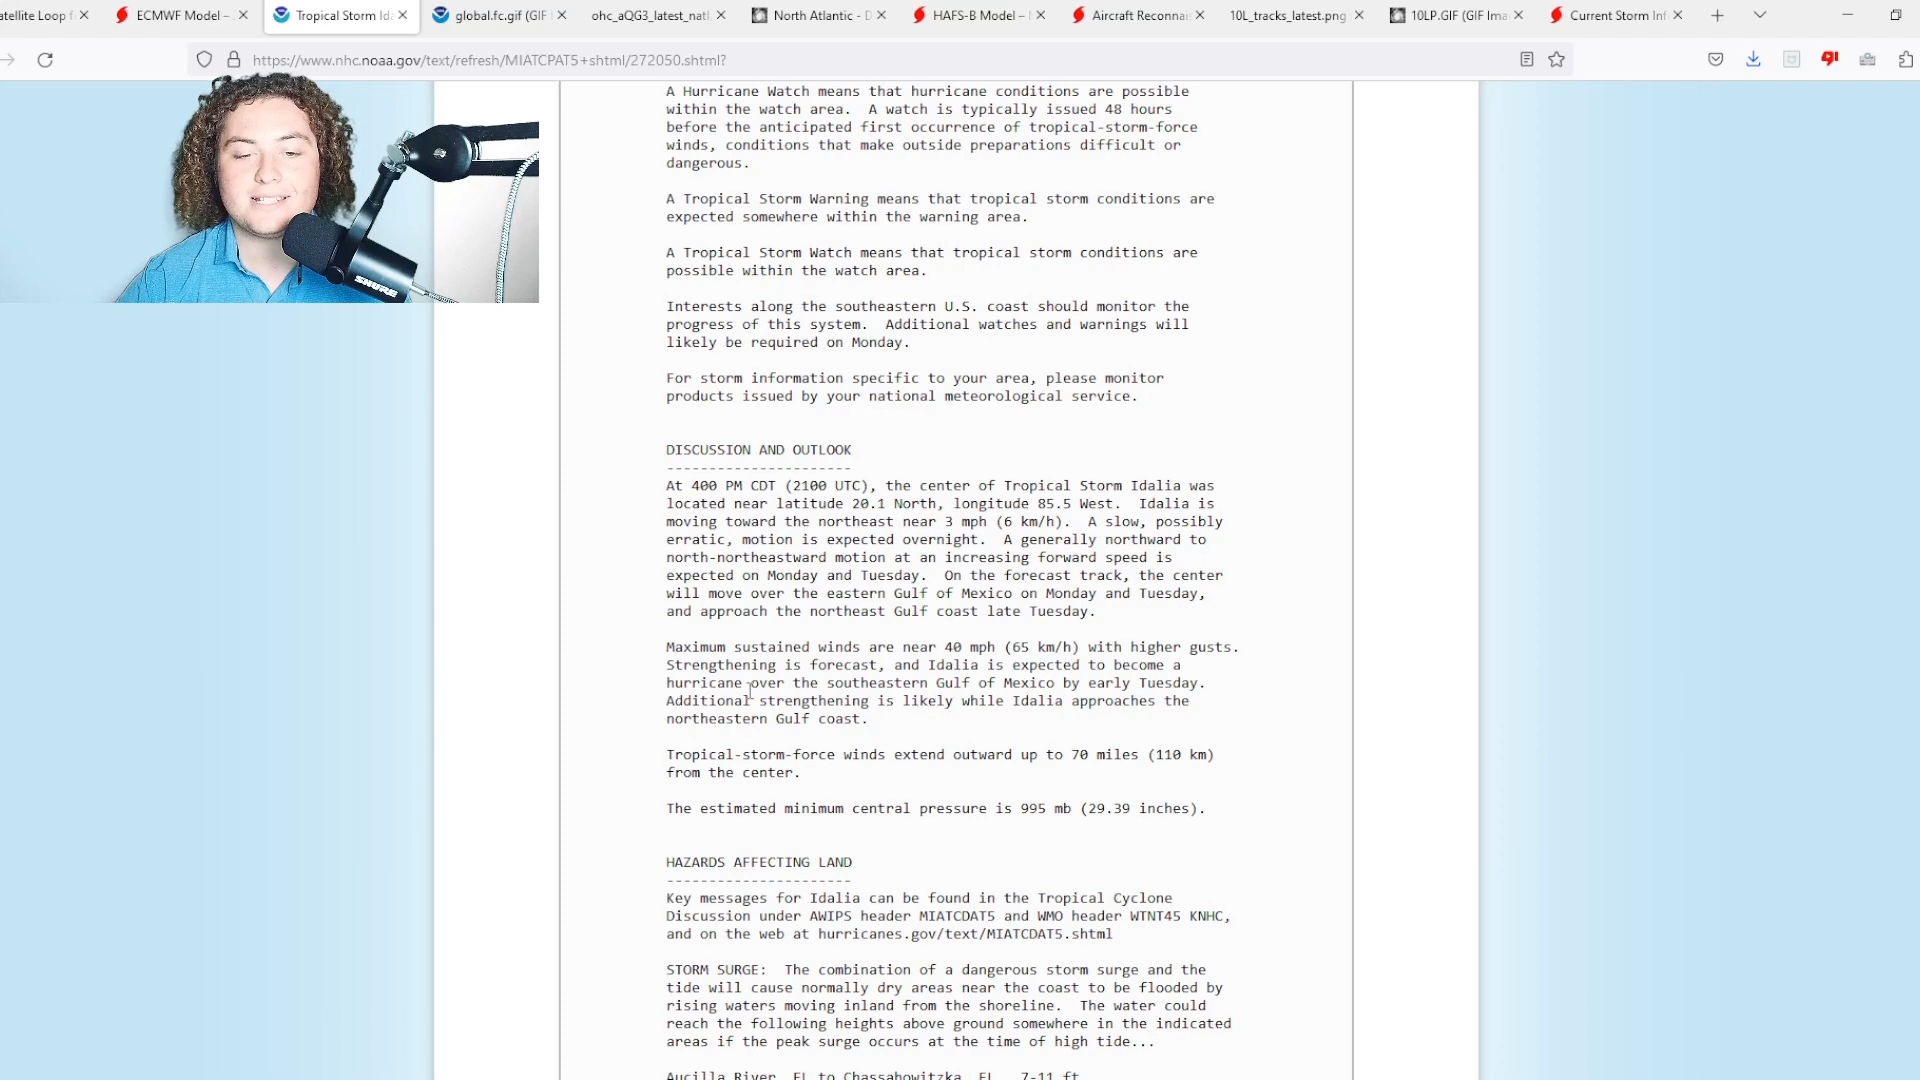 atellite Loop f
ECMWF Model –
Tropical Storm Ida
global.fc.gif (GIF I
ohc_aQG3_latest_natl.
North Atlantic - D
HAFS-B Model –
Aircraft Reconnai
10L_tracks_latest.png
10LP.GIF (GIF Ima
Current Storm Inf
https://www.nhc.noaa.gov/text/refresh/MIATCPAT5+shtml/272050.shtml?
SHURE
A Hurricane Watch means that hurricane conditions are possible
within the watch area.  A watch is typically issued 48 hours
before the anticipated first occurrence of tropical-storm-force
winds, conditions that make outside preparations difficult or
dangerous.
A Tropical Storm Warning means that tropical storm conditions are
expected somewhere within the warning area.
A Tropical Storm Watch means that tropical storm conditions are
possible within the watch area.
Interests along the southeastern U.S. coast should monitor the
progress of this system.  Additional watches and warnings will
likely be required on Monday.
For storm information specific to your area, please monitor
products issued by your national meteorological service.
DISCUSSION AND OUTLOOK
----------------------
At 400 PM CDT (2100 UTC), the center of Tropical Storm Idalia was
located near latitude 20.1 North, longitude 85.5 West.  Idalia is
moving toward the northeast near 3 mph (6 km/h).  A slow, possibly
erratic, motion is expected overnight.  A generally northward to
north-northeastward motion at an increasing forward speed is
expected on Monday and Tuesday.  On the forecast track, the center
will move over the eastern Gulf of Mexico on Monday and Tuesday,
and approach the northeast Gulf coast late Tuesday.
Maximum sustained winds are near 40 mph (65 km/h) with higher gusts.
Strengthening is forecast, and Idalia is expected to become a
hurricane over the southeastern Gulf of Mexico by early Tuesday.
Additional strengthening is likely while Idalia approaches the
northeastern Gulf coast.
Tropical-storm-force winds extend outward up to 70 miles (110 km)
from the center.
The estimated minimum central pressure is 995 mb (29.39 inches).
HAZARDS AFFECTING LAND
----------------------
Key messages for Idalia can be found in the Tropical Cyclone
Discussion under AWIPS header MIATCDAT5 and WMO header WTNT45 KNHC,
and on the web at hurricanes.gov/text/MIATCDAT5.shtml
STORM SURGE:  The combination of a dangerous storm surge and the
tide will cause normally dry areas near the coast to be flooded by
rising waters moving inland from the shoreline.  The water could
reach the following heights above ground somewhere in the indicated
areas if the peak surge occurs at the time of high tide...
Aucilla River, FL to Chassahowitzka, FL...7-11 ft